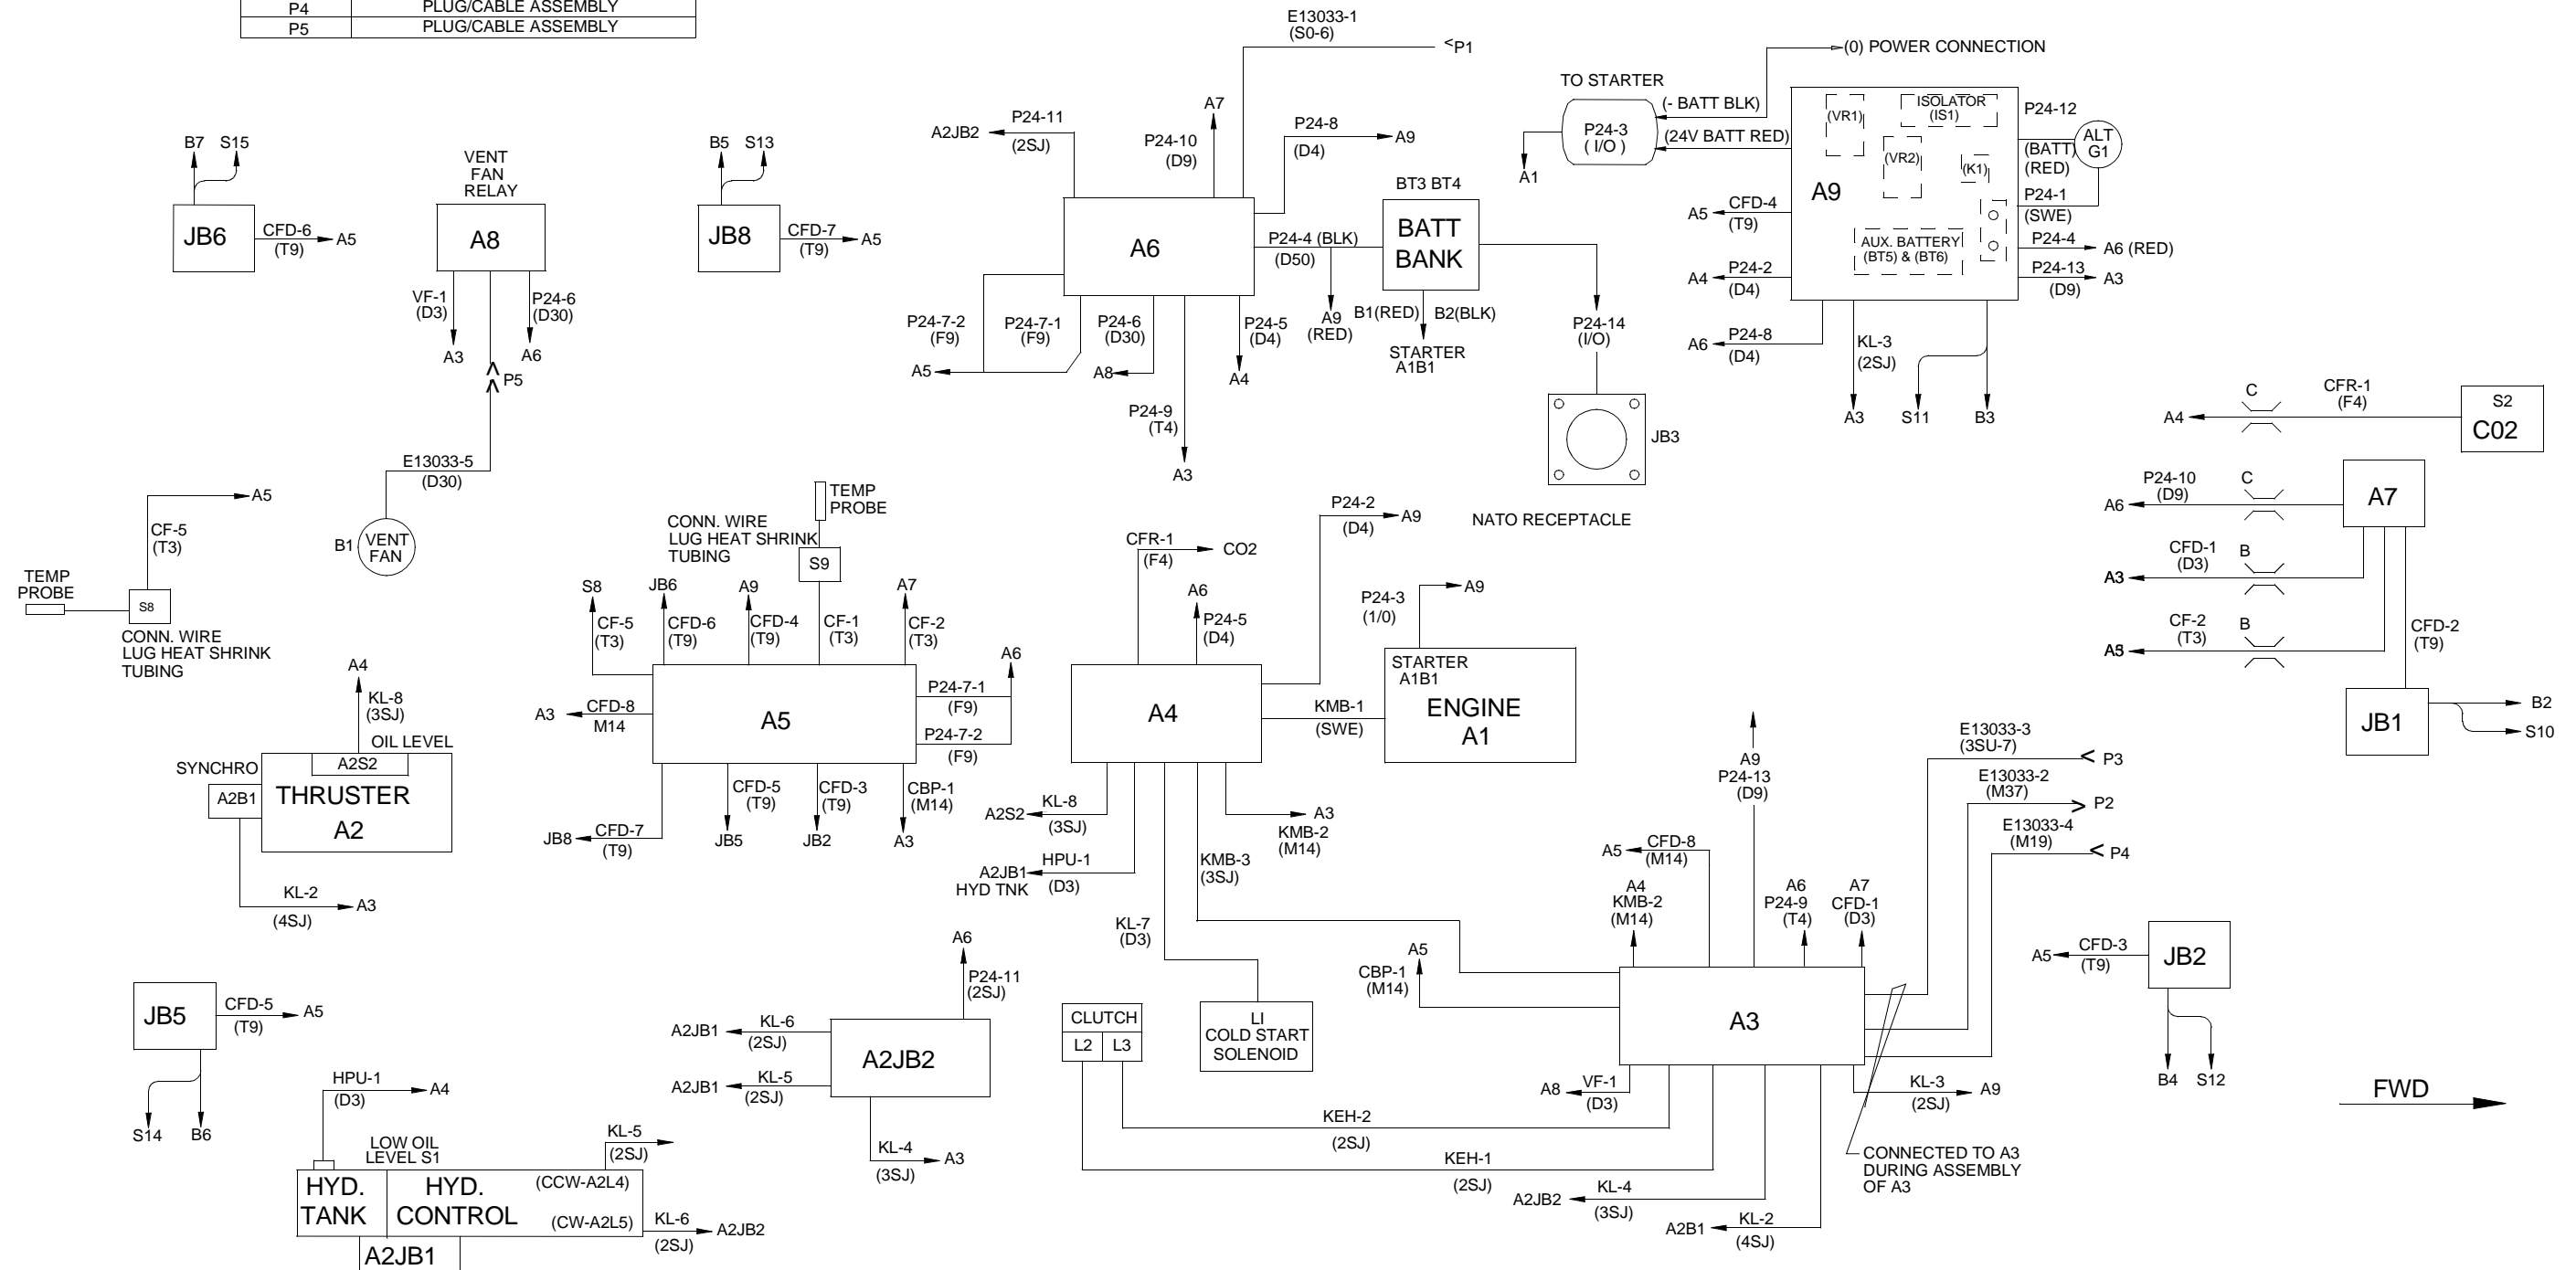 P4 PLUG/CABLE ASSEMBLY
P5 PLUG/CABLE ASSEMBLY
E13033-1
(S0-6)
<P1
(0) POWER CONNECTION
TO STARTER
(- BATT BLK)
P24-3
( I/O )
(24V BATT RED)
A1
(VR1)
ISOLATOR
(IS1)
(VR2)
(K1)
A9
AUX. BATTERY
(BT5) & (BT6)
P24-12
ALT
G1
(BATT)
(RED)
P24-1
(SWE)
P24-4
A6 (RED)
P24-13
(D9)
A3
A5
CFD-4
(T9)
A4
P24-2
(D4)
A6
P24-8
(D4)
KL-3
(2SJ)
A3
S11
B3
B7
S15
JB6
CFD-6
(T9)
A5
VENT
FAN
RELAY
A8
VF-1
(D3)
A3
P24-6
(D30)
A6
P5
E13033-5
(D30)
B1
VENT
FAN
B5
S13
JB8
CFD-7
(T9)
A5
A2JB2
P24-11
(2SJ)
A7
P24-10
(D9)
P24-8
(D4)
A9
A6
P24-4 (BLK)
(D50)
BT3 BT4
BATT
BANK
P24-7-2
(F9)
P24-7-1
(F9)
A5
P24-6
(D30)
A8
P24-9
(T4)
A3
P24-5
(D4)
A4
A9
(RED)
B1(RED)
B2(BLK)
STARTER
A1B1
P24-14
(I/O)
JB3
NATO RECEPTACLE
A4
C
CFR-1
(F4)
S2
C02
A6
P24-10
(D9)
C
A7
A3
CFD-1
(D3)
B
A5
CF-2
(T3)
B
CFD-2
(T9)
JB1
B2
S10
A5
CF-5
(T3)
TEMP
PROBE
S8
CONN. WIRE
LUG HEAT SHRINK
TUBING
A4
KL-8
(3SJ)
OIL LEVEL
A2S2
SYNCHRO
A2B1
THRUSTER
A2
KL-2
(4SJ)
A3
TEMP
PROBE
CONN. WIRE
LUG HEAT SHRINK
TUBING
S9
S8
CF-5
(T3)
JB6
CFD-6
(T9)
A9
CFD-4
(T9)
CF-1
(T3)
A7
CF-2
(T3)
A3
CFD-8
M14
A5
A6
P24-7-1
(F9)
P24-7-2
(F9)
JB8
CFD-7
(T9)
CFD-5
(T9)
JB5
CFD-3
(T9)
JB2
CBP-1
(M14)
A3
CFR-1
(F4)
CO2
A6
P24-5
(D4)
P24-2
(D4)
A9
A4
KMB-1
(SWE)
P24-3
(1/0)
A9
STARTER
A1B1
ENGINE
A1
A2S2
KL-8
(3SJ)
A2JB1
HYD TNK
HPU-1
(D3)
KL-7
(D3)
KMB-3
(3SJ)
A3
KMB-2
(M14)
LI
COLD START
SOLENOID
CLUTCH
L2
L3
A9
P24-13
(D9)
E13033-3
(3SU-7)
< P3
E13033-2
(M37)
> P2
E13033-4
(M19)
< P4
A5
CFD-8
(M14)
A4
KMB-2
(M14)
A6
P24-9
(T4)
A7
CFD-1
(D3)
A5
CBP-1
(M14)
A3
A8
VF-1
(D3)
KL-3
(2SJ)
A9
KEH-2
(2SJ)
KEH-1
(2SJ)
A2JB2
KL-4
(3SJ)
A2B1
KL-2
(4SJ)
CONNECTED TO A3
DURING ASSEMBLY
OF A3
A5
CFD-3
(T9)
JB2
B4
S12
FWD
JB5
CFD-5
(T9)
A5
S14
B6
HPU-1
(D3)
A4
LOW OIL
LEVEL S1
HYD.
TANK
HYD.
CONTROL
(CCW-A2L4)
(CW-A2L5)
KL-5
(2SJ)
KL-6
(2SJ)
A2JB2
A2JB1
A6
P24-11
(2SJ)
A2JB1
KL-6
(2SJ)
A2JB1
KL-5
(2SJ)
A2JB2
KL-4
(3SJ)
A3